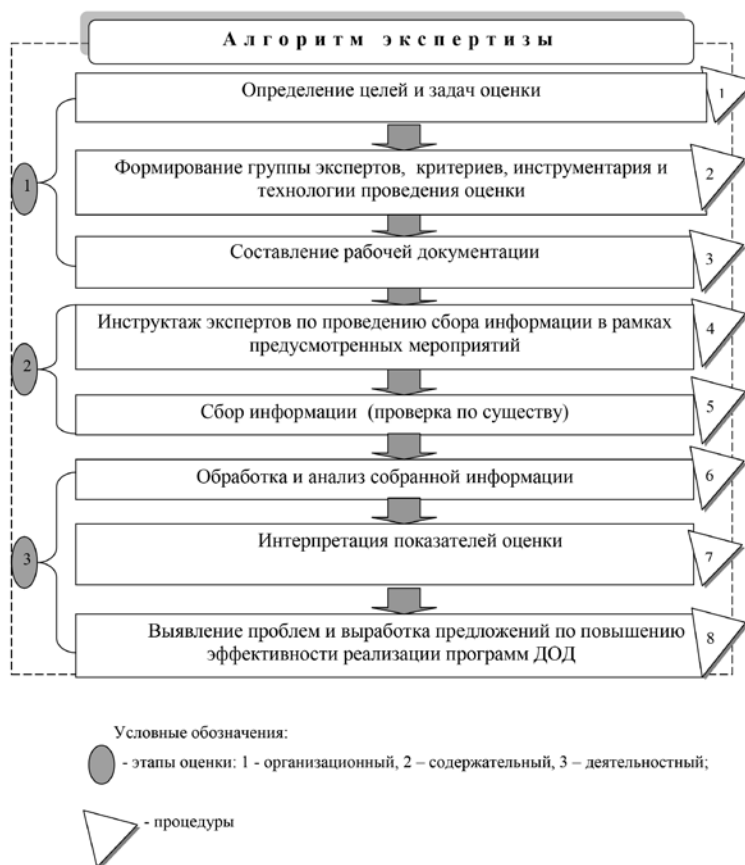 Алгоритм экспертизы
Определение целей и задач оценки
1
Формирование группы экспертов, критериев, инструментария и
технологии проведения оценки
2
1
Составление рабочей документации
3
Инструктаж экспертов по проведению сбора информации в рамках
предусмотренных мероприятий
4
2
Сбор информации (проверка по существу)
5
Обработка и анализ собранной информации
6
Интерпретация показателей оценки
7
3
Выявление проблем и выработка предложений по повышению
эффективности реализации программ ДОД
8
Условные обозначения:
- этапы оценки: 1 - организационный, 2 – содержательный, 3 – деятельностный;
- процедуры